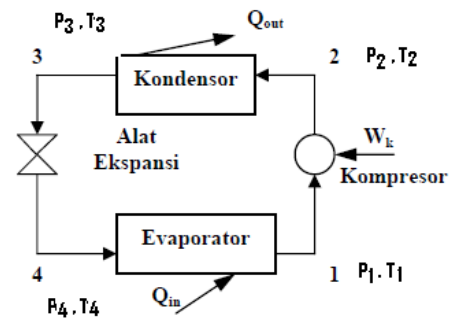 P3, T3
Qout
3
2
P2, T2
Kondensor
Alat
Ekspansi
Wk
Kompresor
Evaporator
4
1
P1, T1
P4, T4
Qin